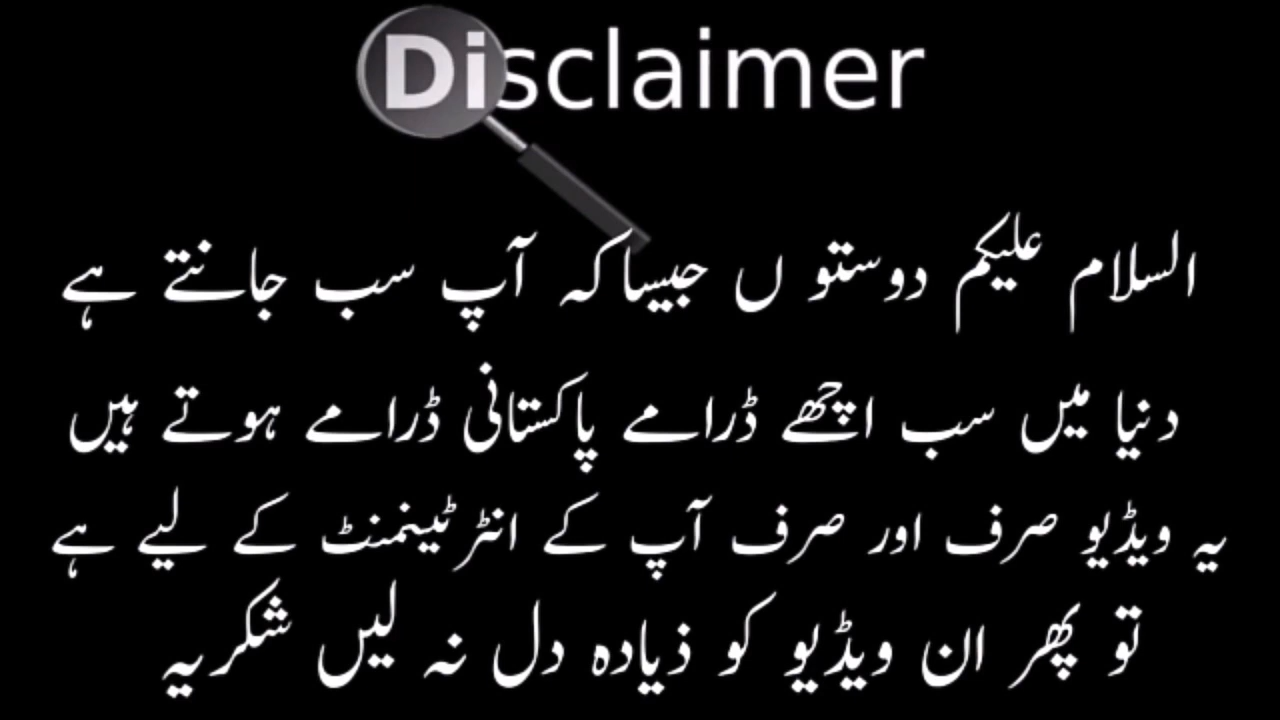 Disclaimer
السلام علیکم دوستو ں جیسا کہ آپ سب جانتے ہے
دنیا میں سب اچھے ڈرامے پاکستانی ڈرامے ہوتے ہیں
یہ ویڈیو صرف اور صرف آپ کے انٹرٹینمنٹ کے لیے ہے
تو پھر ان ویڈیو کو ذیادہ دل نہ لیں شکریہ